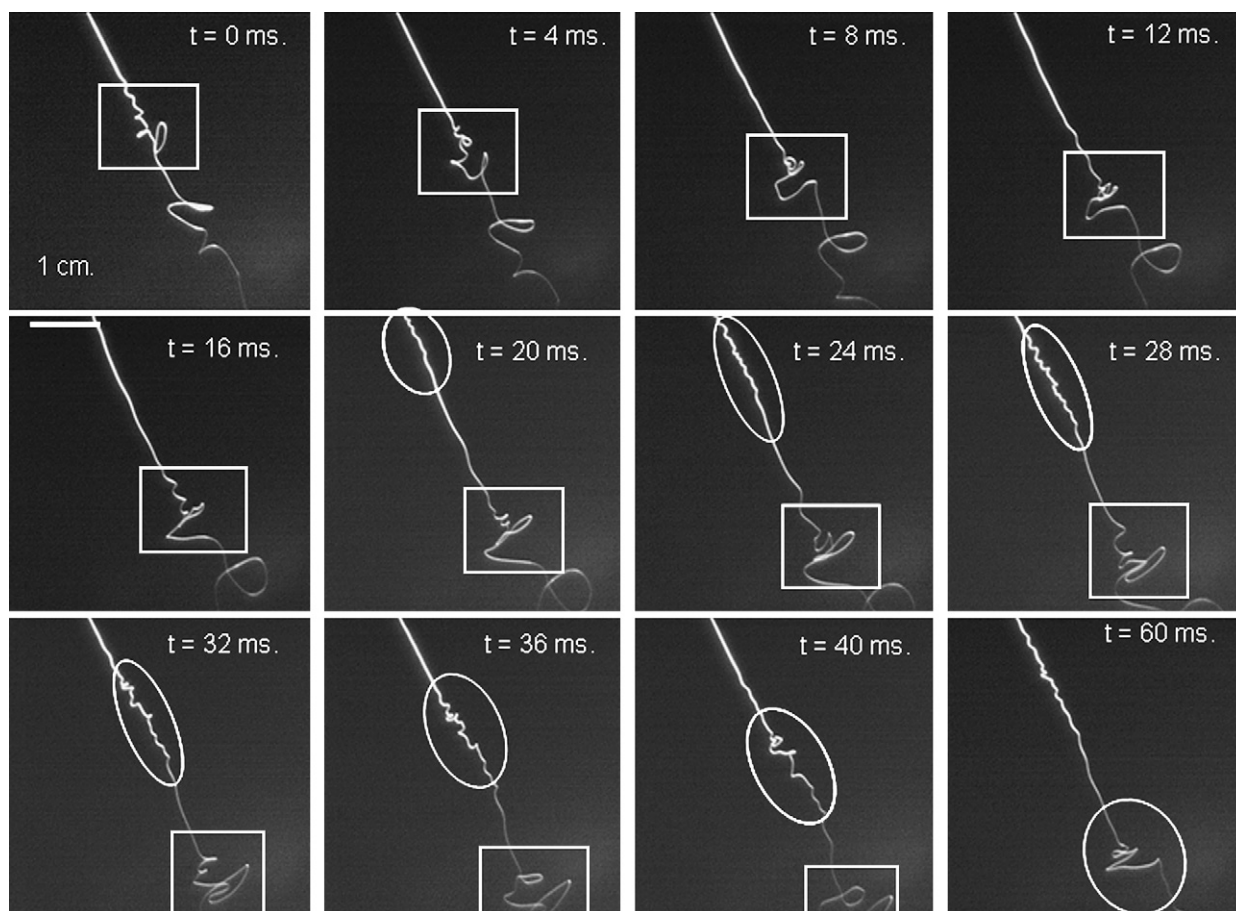 t = 0 ms.
t = 4 ms.
t = 8 ms.
t = 12 ms.
1 cm.
t = 16 ms.
t = 20 ms.
t = 24 ms.
t = 28 ms.
t = 32 ms.
t = 36 ms.
t = 40 ms.
t = 60 ms.